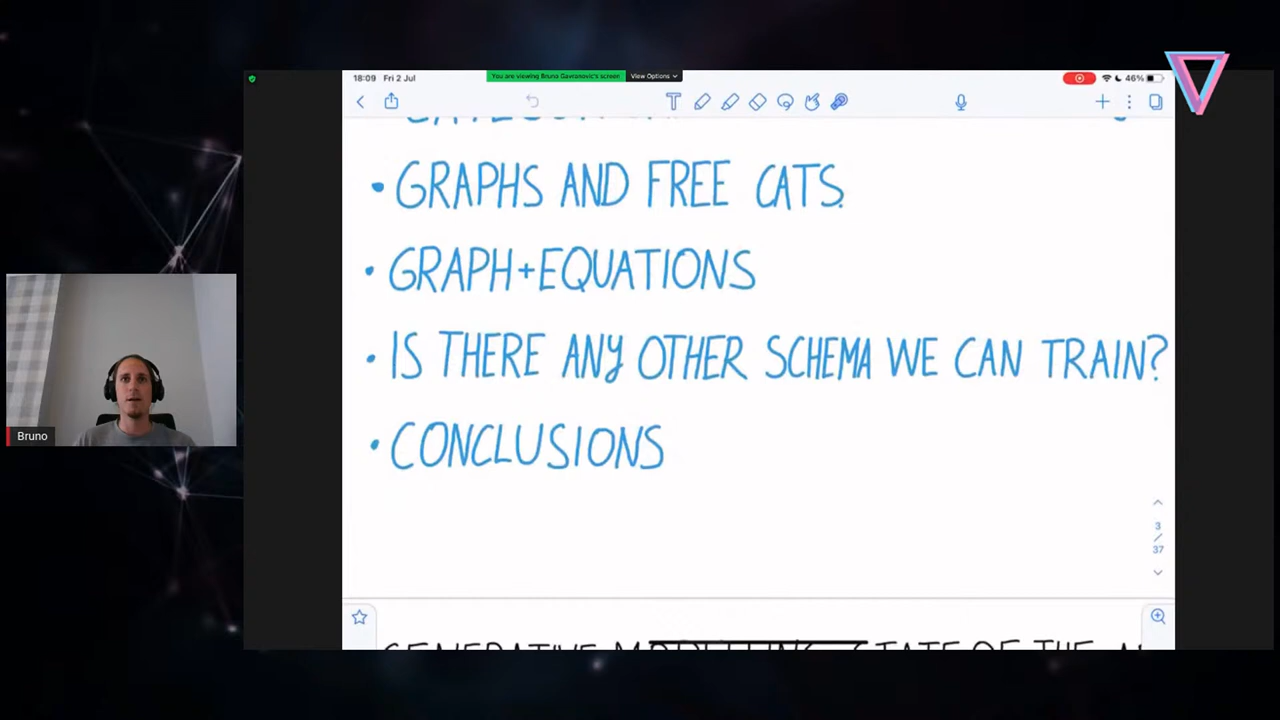 18:09 Fri 2 Jul
You are viewing Bruno Gavranovic's screen View Options
46%
• GRAPHS AND FREE CATS.
• GRAPH+EQUATIONS
• IS THERE ANY OTHER SCHEMA WE CAN TRAIN?
• CONCLUSIONS
Bruno
3
/
37